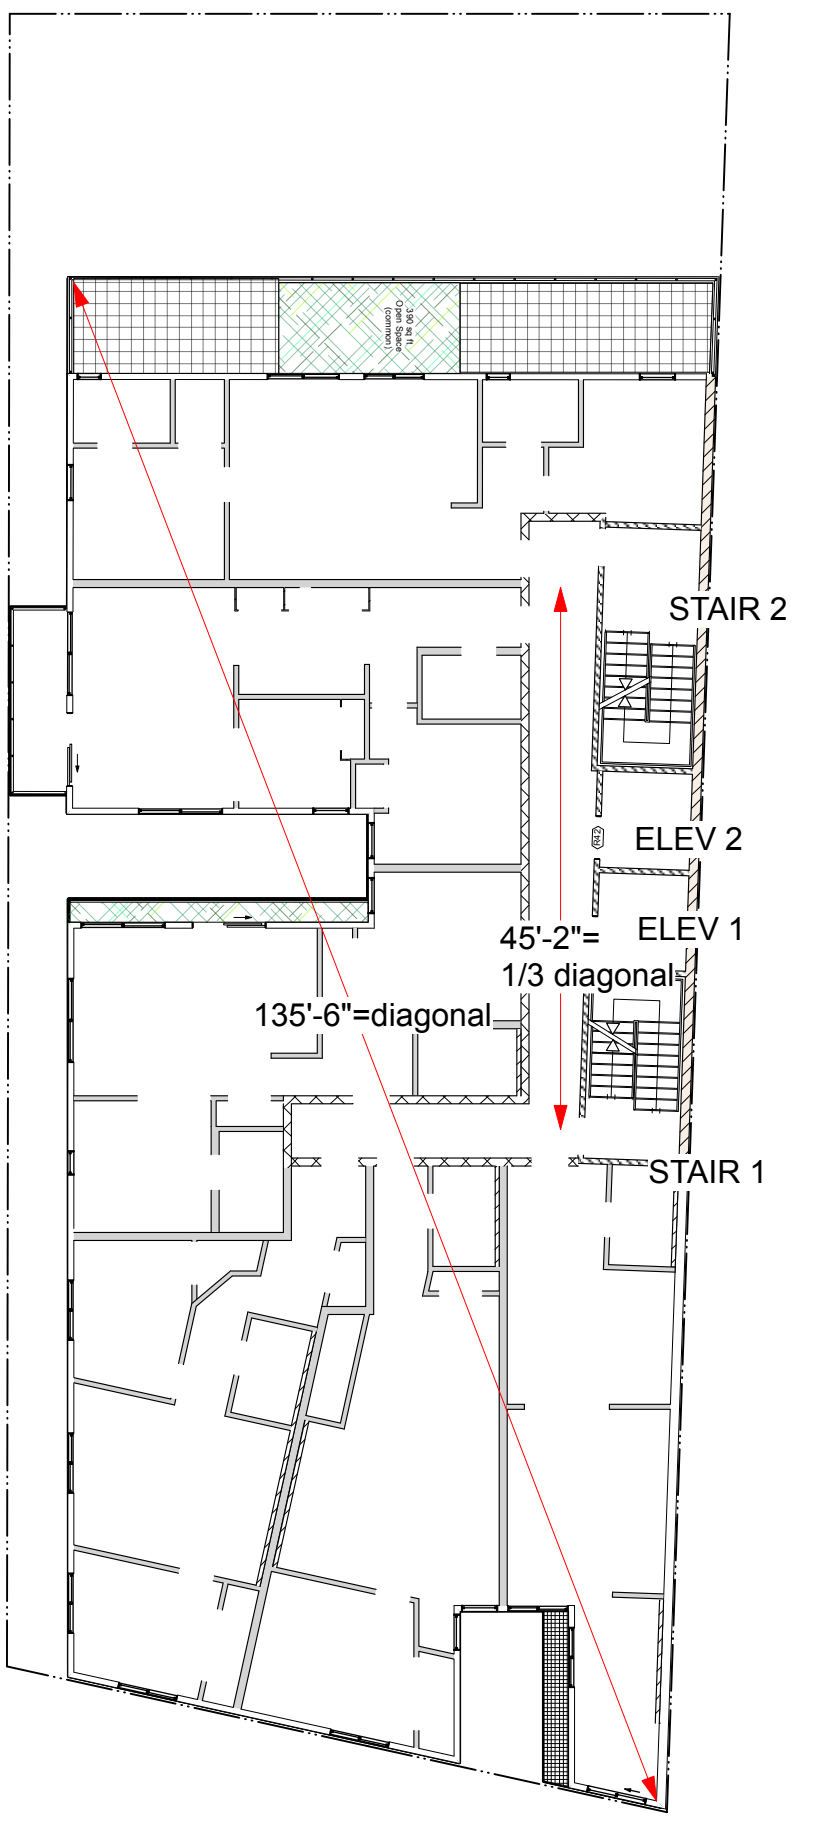 390 sq ft
Open Space
(common)
STAIR 2
R42
ELEV 2
ELEV 1
45'-2"=
1/3 diagonal
135'-6"=diagonal
STAIR 1